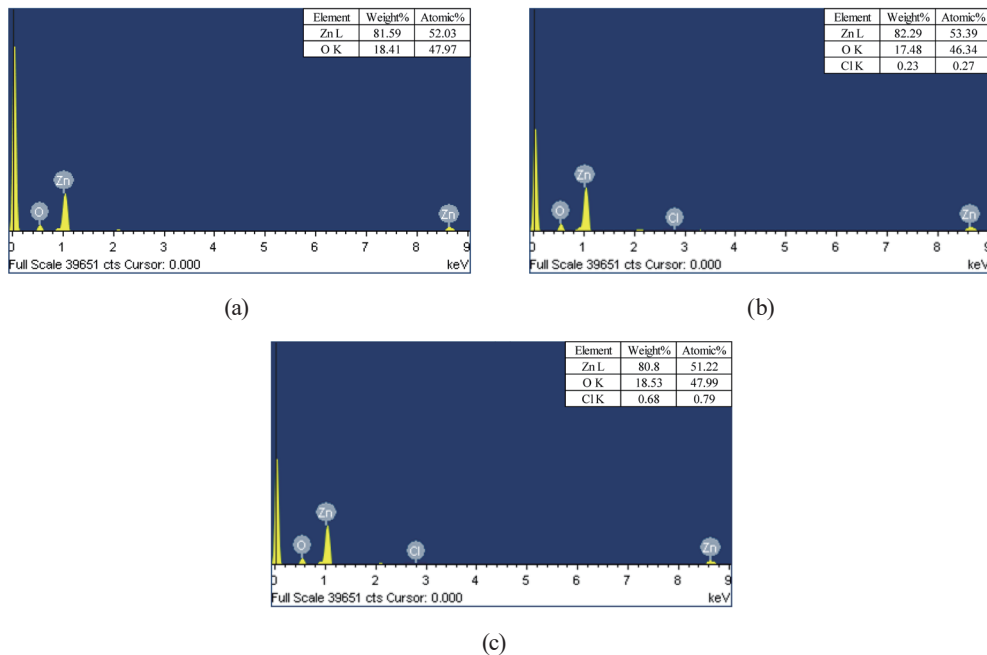 Element Weight% Atomic%
Zn L 81.59 52.03
O K 18.41 47.97
O Zn Zn
0 1 2 3 4 5 6 7 8 9
Full Scale 39651 cts Cursor: 0.000 keV
(a)
Element Weight% Atomic%
Zn L 82.29 53.39
O K 17.48 46.34
Cl K 0.23 0.27
O Zn Cl Zn
0 1 2 3 4 5 6 7 8 9
Full Scale 39651 cts Cursor: 0.000 keV
(b)
Element Weight% Atomic%
Zn L 80.8 51.22
O K 18.53 47.99
Cl K 0.68 0.79
O Zn Cl Zn
0 1 2 3 4 5 6 7 8 9
Full Scale 39651 cts Cursor: 0.000 keV
(c)